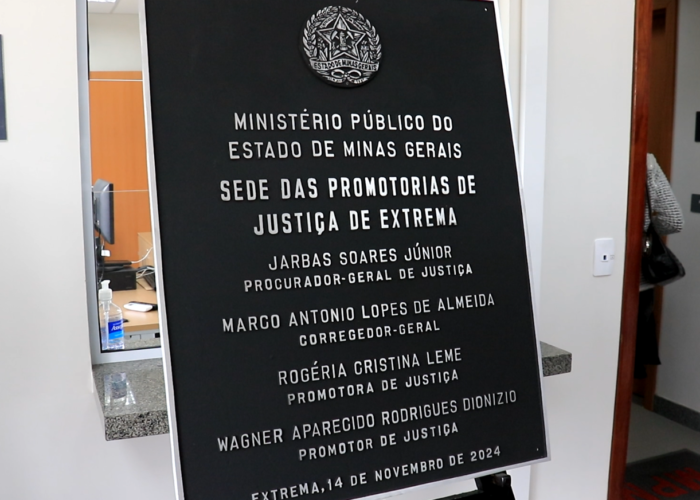 ESTADO DE MINAS GERAIS
MINISTÉRIO PÚBLICO DO
ESTADO DE MINAS GERAIS
SEDE DAS PROMOTORIAS DE
JUSTIÇA DE EXTREMA
JARBAS SOARES JÚNIOR
PROCURADOR-GERAL DE JUSTIÇA
MARCO ANTONIO LOPES DE ALMEIDA
CORREGEDOR-GERAL
ROGÉRIA CRISTINA LEME
PROMOTORA DE JUSTIÇA
WAGNER APARECIDO RODRIGUES DIONIZIO
PROMOTOR DE JUSTIÇA
EXTREMA,14 DE NOVEMBRO DE 2024